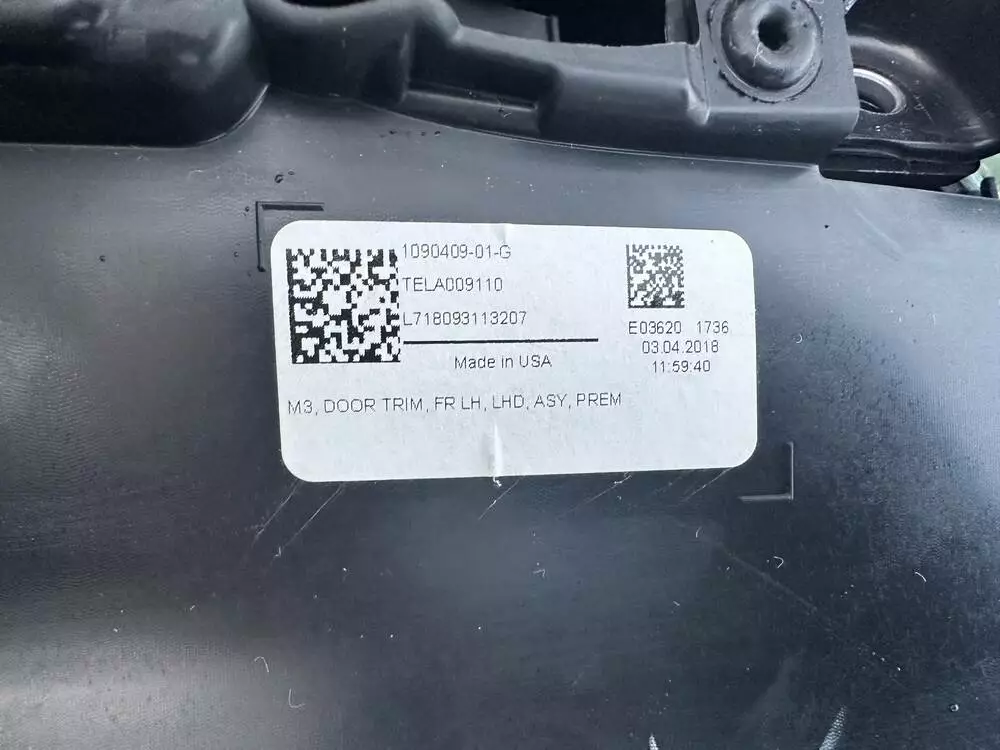 1090409-01-G
TELA009110
L718093113207
Made in USA
E03620 1736
03.04.2018
11:59:40
M3, DOOR TRIM, FR LH, LHD, ASY, PREM